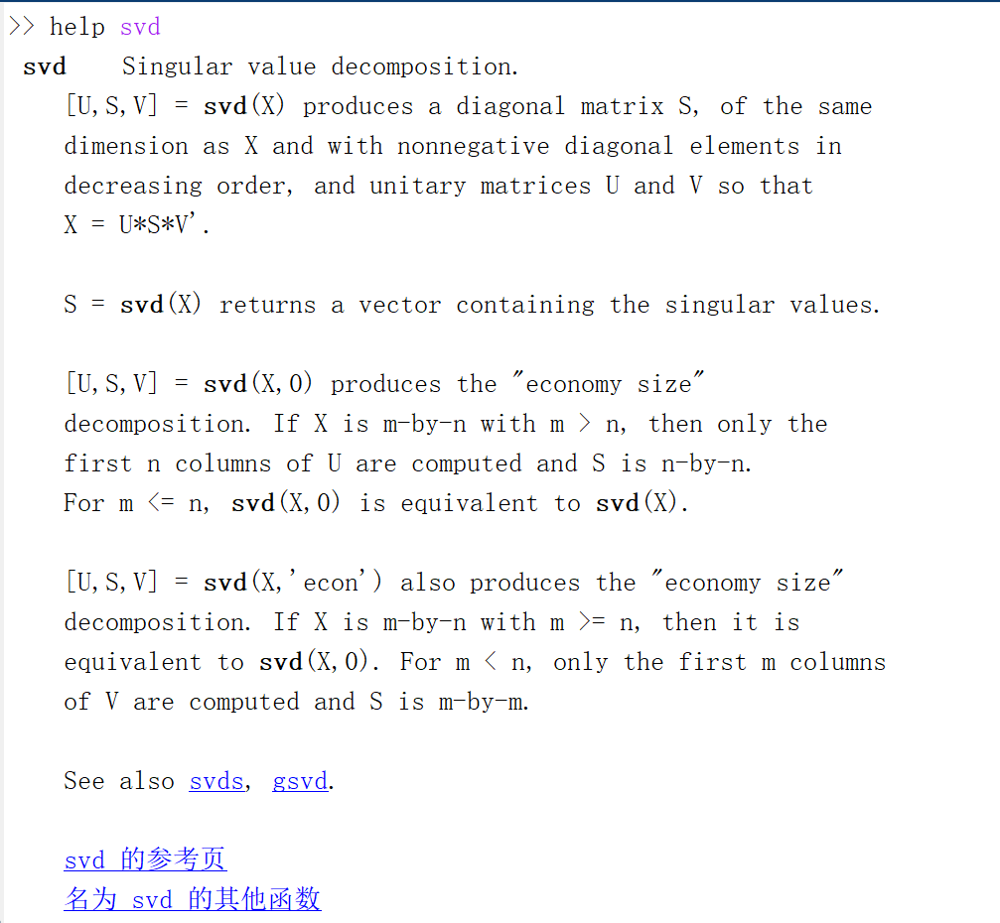 >> help svd
svd    Singular value decomposition.
[U,S,V] = svd(X) produces a diagonal matrix S, of the same
dimension as X and with nonnegative diagonal elements in
decreasing order, and unitary matrices U and V so that
X = U*S*V'.
S = svd(X) returns a vector containing the singular values.
[U,S,V] = svd(X,0) produces the "economy size"
decomposition. If X is m-by-n with m > n, then only the
first n columns of U are computed and S is n-by-n.
For m <= n, svd(X,0) is equivalent to svd(X).
[U,S,V] = svd(X,'econ') also produces the "economy size"
decomposition. If X is m-by-n with m >= n, then it is
equivalent to svd(X,0). For m < n, only the first m columns
of V are computed and S is m-by-m.
See also svds, gsvd.
svd 的参考页
名为 svd 的其他函数